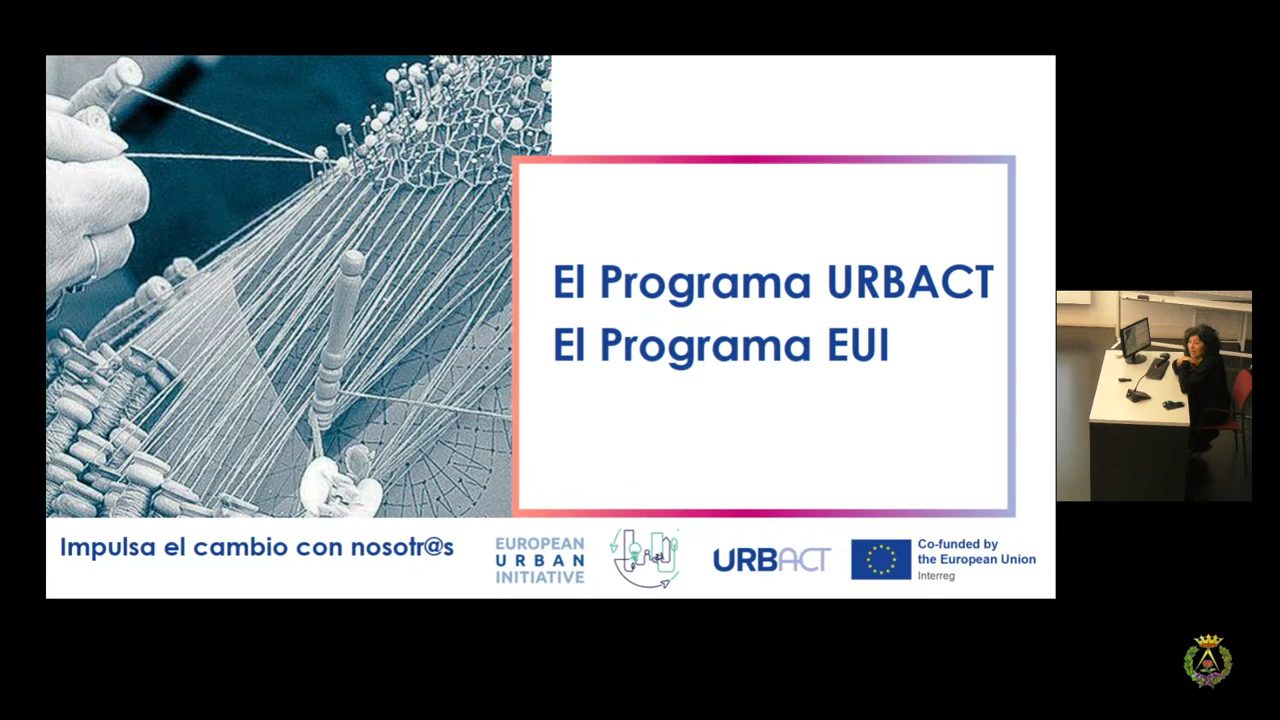 El Programa URBACT
El Programa EUI
Impulsa el cambio con nosotr@s
EUROPEAN
URBAN
INITIATIVE
URBACT
Co-funded by
the European Union
Interreg